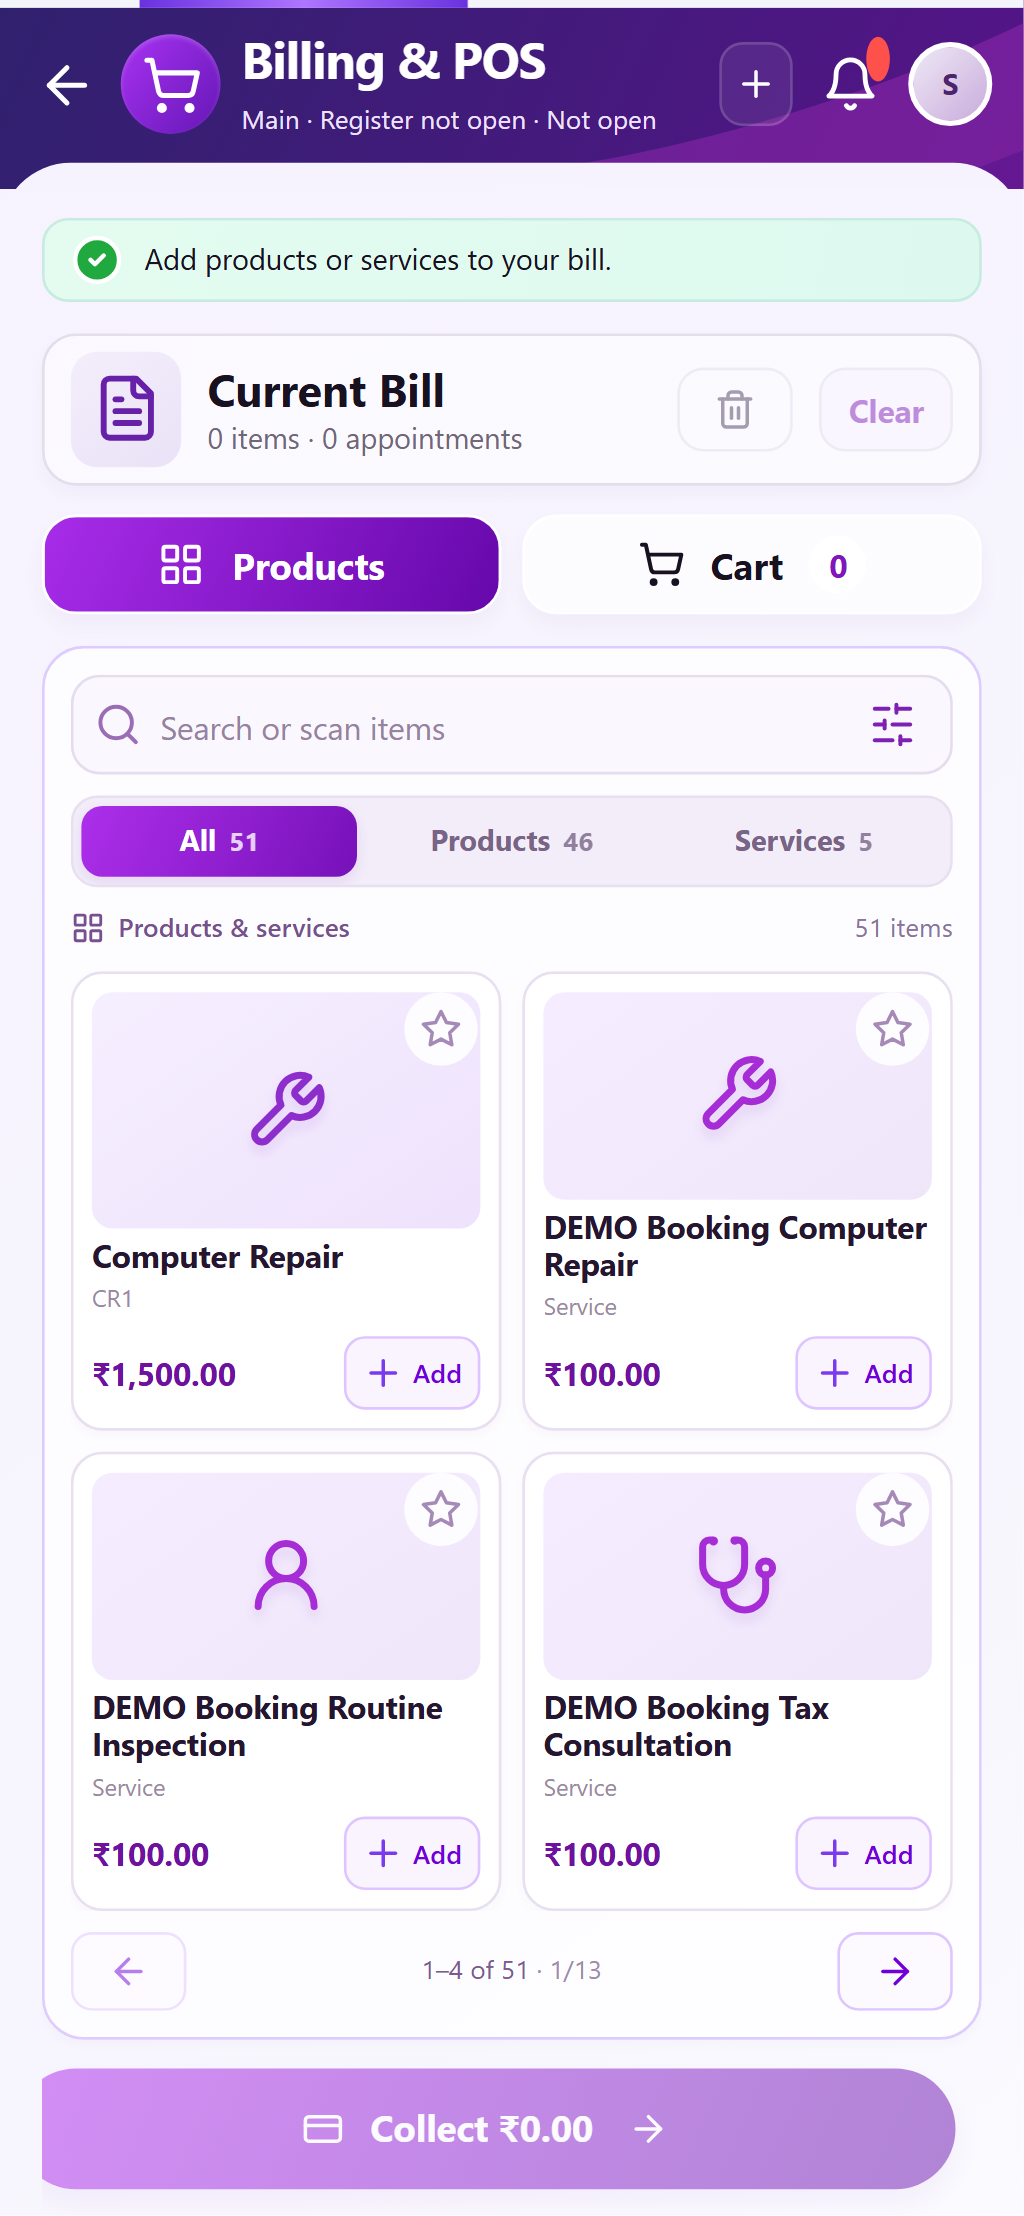 Billing & POS
Main · Register not open · Not open
S
Add products or services to your bill.
Current Bill
0 items · 0 appointments
Clear
Products
Cart 0
Search or scan items
All 51
Products 46
Services 5
Products & services
51 items
Computer Repair
CR1
₹1,500.00
Add
DEMO Booking Computer
Repair
Service
₹100.00
Add
DEMO Booking Routine
Inspection
Service
₹100.00
Add
DEMO Booking Tax
Consultation
Service
₹100.00
Add
1–4 of 51 · 1/13
Collect ₹0.00